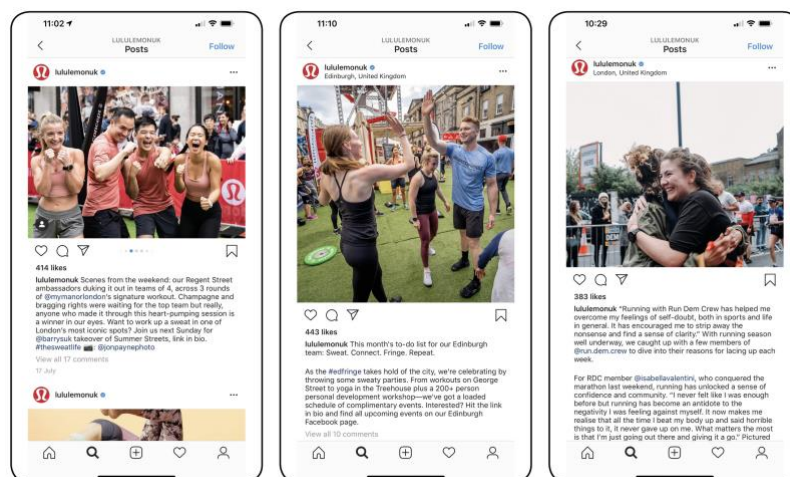 11:02
LULULEMONUK
Posts
Follow
lululemonuk
414 likes
lululemonuk Scenes from the weekend: our Regent Street
ambassadors duking it out in teams of 4, across 3 rounds
of @mymanorlondon's signature workout. Champagne and
bragging rights were waiting for the top team but really,
anyone who made it through this heart-pumping session is
a winner in our eyes. Want to work up a sweat in one of
London's most iconic spots? Join us next Sunday for
@barrysuk takeover of Summer Streets, link in bio.
#thesweatlife 📷: @jonpaynephoto
View all 17 comments
17 July
lululemonuk
11:10
LULULEMONUK
Posts
Follow
lululemonuk
Edinburgh, United Kingdom
443 likes
lululemonuk This month's to-do list for our Edinburgh
team: Sweat. Connect. Fringe. Repeat.
As the #edfringe takes hold of the city, we're celebrating by
throwing some sweaty parties. From workouts on George
Street to yoga in the Treehouse plus a 200+ person
personal development workshop—we've got a loaded
schedule of complimentary events. Interested? Hit the link
in bio and find all upcoming events on our Edinburgh
Facebook page.
View all 10 comments
10:29
LULULEMONUK
Posts
Follow
lululemonuk
London, United Kingdom
383 likes
lululemonuk "Running with Run Dem Crew has helped me
overcome my feelings of self-doubt, both in sports and life
in general. It has encouraged me to strip away the
nonsense and find a sense of clarity." With running season
well underway, we caught up with a few members of
@run.dem.crew to dive into their reasons for lacing up each
week.
For RDC member @isabellavalentini, who conquered the
marathon last weekend, running has unlocked a sense of
confidence and community. "I never felt like I was enough
before but running has become an antidote to the
negativity I was feeling against myself. It now makes me
realise that all the time I beat my body up and said horrible
things to it, it never gave up on me. What matters the most
is that I'm just going out there and giving it a go." Pictured